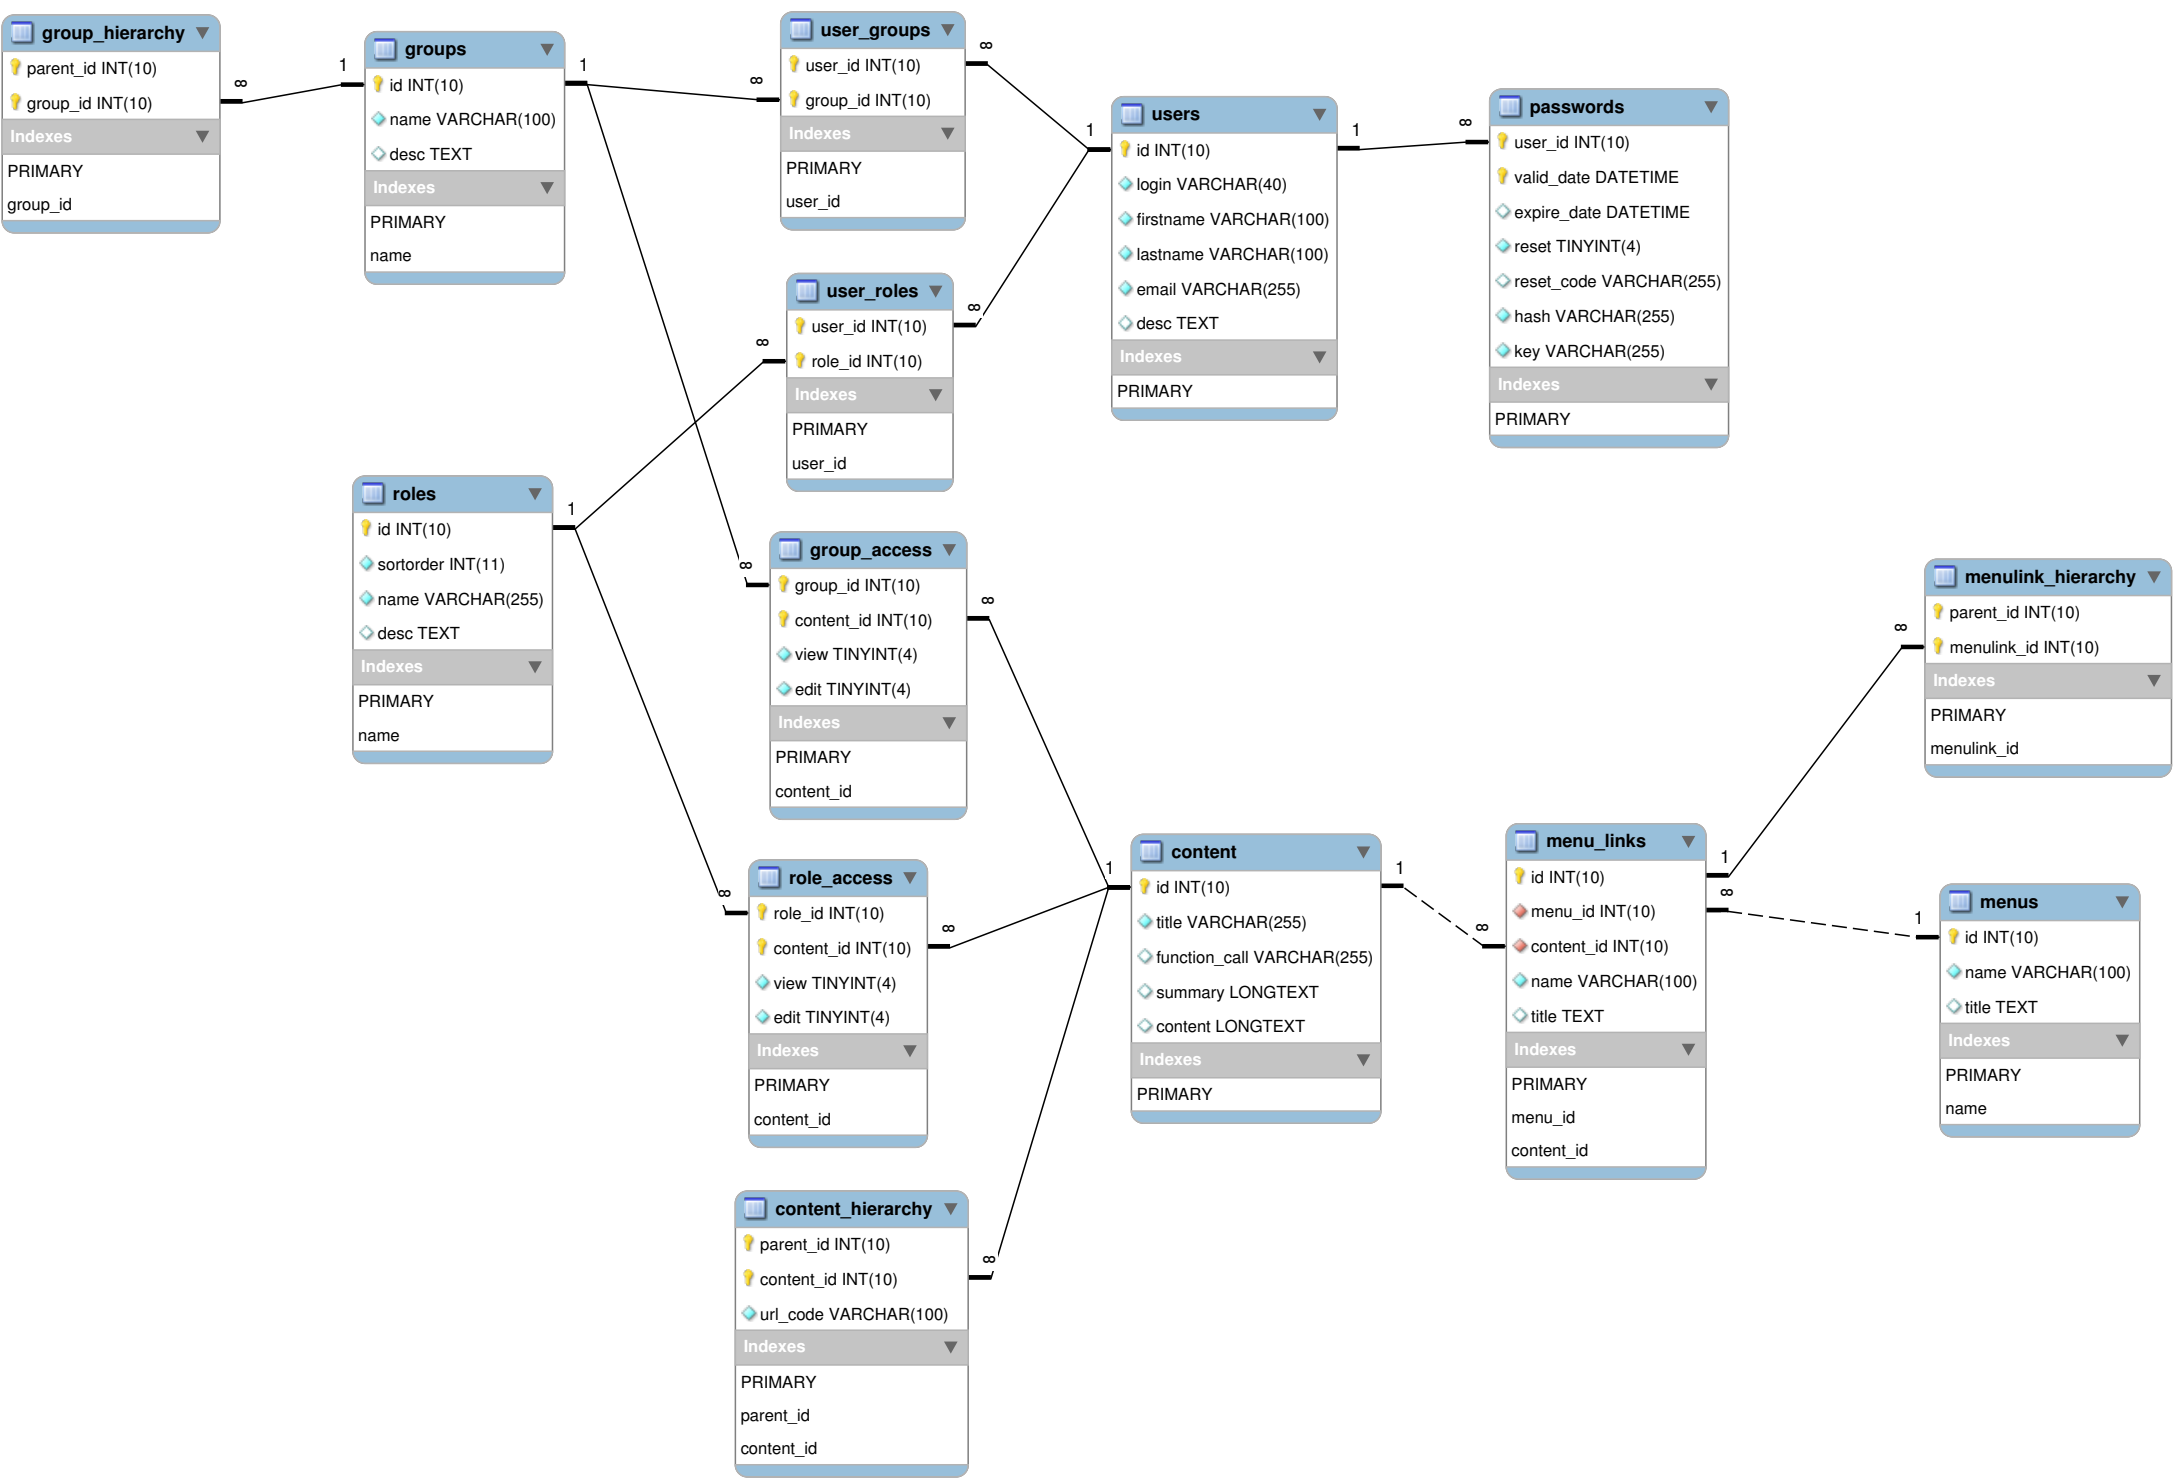 group_hierarchy
parent_id INT(10)
group_id INT(10)
Indexes
PRIMARY
group_id
∞
1
groups
id INT(10)
name VARCHAR(100)
desc TEXT
Indexes
PRIMARY
name
1
∞
user_groups
user_id INT(10)
group_id INT(10)
Indexes
PRIMARY
user_id
∞
1
users
id INT(10)
login VARCHAR(40)
firstname VARCHAR(100)
lastname VARCHAR(100)
email VARCHAR(255)
desc TEXT
Indexes
PRIMARY
1
∞
passwords
user_id INT(10)
valid_date DATETIME
expire_date DATETIME
reset TINYINT(4)
reset_code VARCHAR(255)
hash VARCHAR(255)
key VARCHAR(255)
Indexes
PRIMARY
∞
user_roles
user_id INT(10)
role_id INT(10)
Indexes
PRIMARY
user_id
∞
roles
id INT(10)
sortorder INT(11)
name VARCHAR(255)
desc TEXT
Indexes
PRIMARY
name
1
∞
group_access
group_id INT(10)
content_id INT(10)
view TINYINT(4)
edit TINYINT(4)
Indexes
PRIMARY
content_id
∞
∞
role_access
role_id INT(10)
content_id INT(10)
view TINYINT(4)
edit TINYINT(4)
Indexes
PRIMARY
content_id
∞
content_hierarchy
parent_id INT(10)
content_id INT(10)
url_code VARCHAR(100)
Indexes
PRIMARY
parent_id
content_id
∞
1
content
id INT(10)
title VARCHAR(255)
function_call VARCHAR(255)
summary LONGTEXT
content LONGTEXT
Indexes
PRIMARY
1
∞
menu_links
id INT(10)
menu_id INT(10)
content_id INT(10)
name VARCHAR(100)
title TEXT
Indexes
PRIMARY
menu_id
content_id
1
∞
∞
menulink_hierarchy
parent_id INT(10)
menulink_id INT(10)
Indexes
PRIMARY
menulink_id
1
menus
id INT(10)
name VARCHAR(100)
title TEXT
Indexes
PRIMARY
name